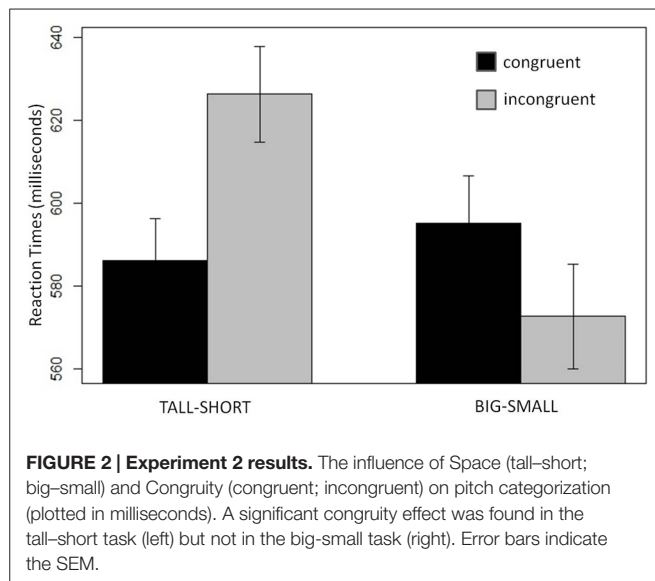 640
620
600
580
560
Reaction Times (milliseconds)
congruent
incongruent
TALL-SHORT
BIG-SMALL
FIGURE 2 | Experiment 2 results. The influence of Space (tall–short;
big–small) and Congruity (congruent; incongruent) on pitch categorization
(plotted in milliseconds). A significant congruity effect was found in the
tall–short task (left) but not in the big-small task (right). Error bars indicate
the SEM.